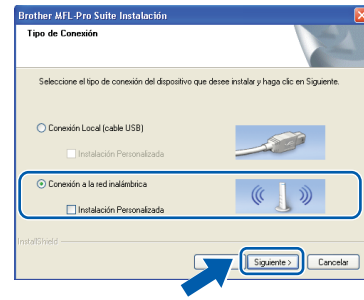 Brother MFL-Pro Suite Instalación
Tipo de Conexión
Seleccione el tipo de conexión del dispositivo que desee instalar y haga clic en Siguiente.
Conexión Local (cable USB)
Instalación Personalizada
Conexión a la red inalámbrica
Instalación Personalizada
InstallShield
Siguiente >
Cancelar